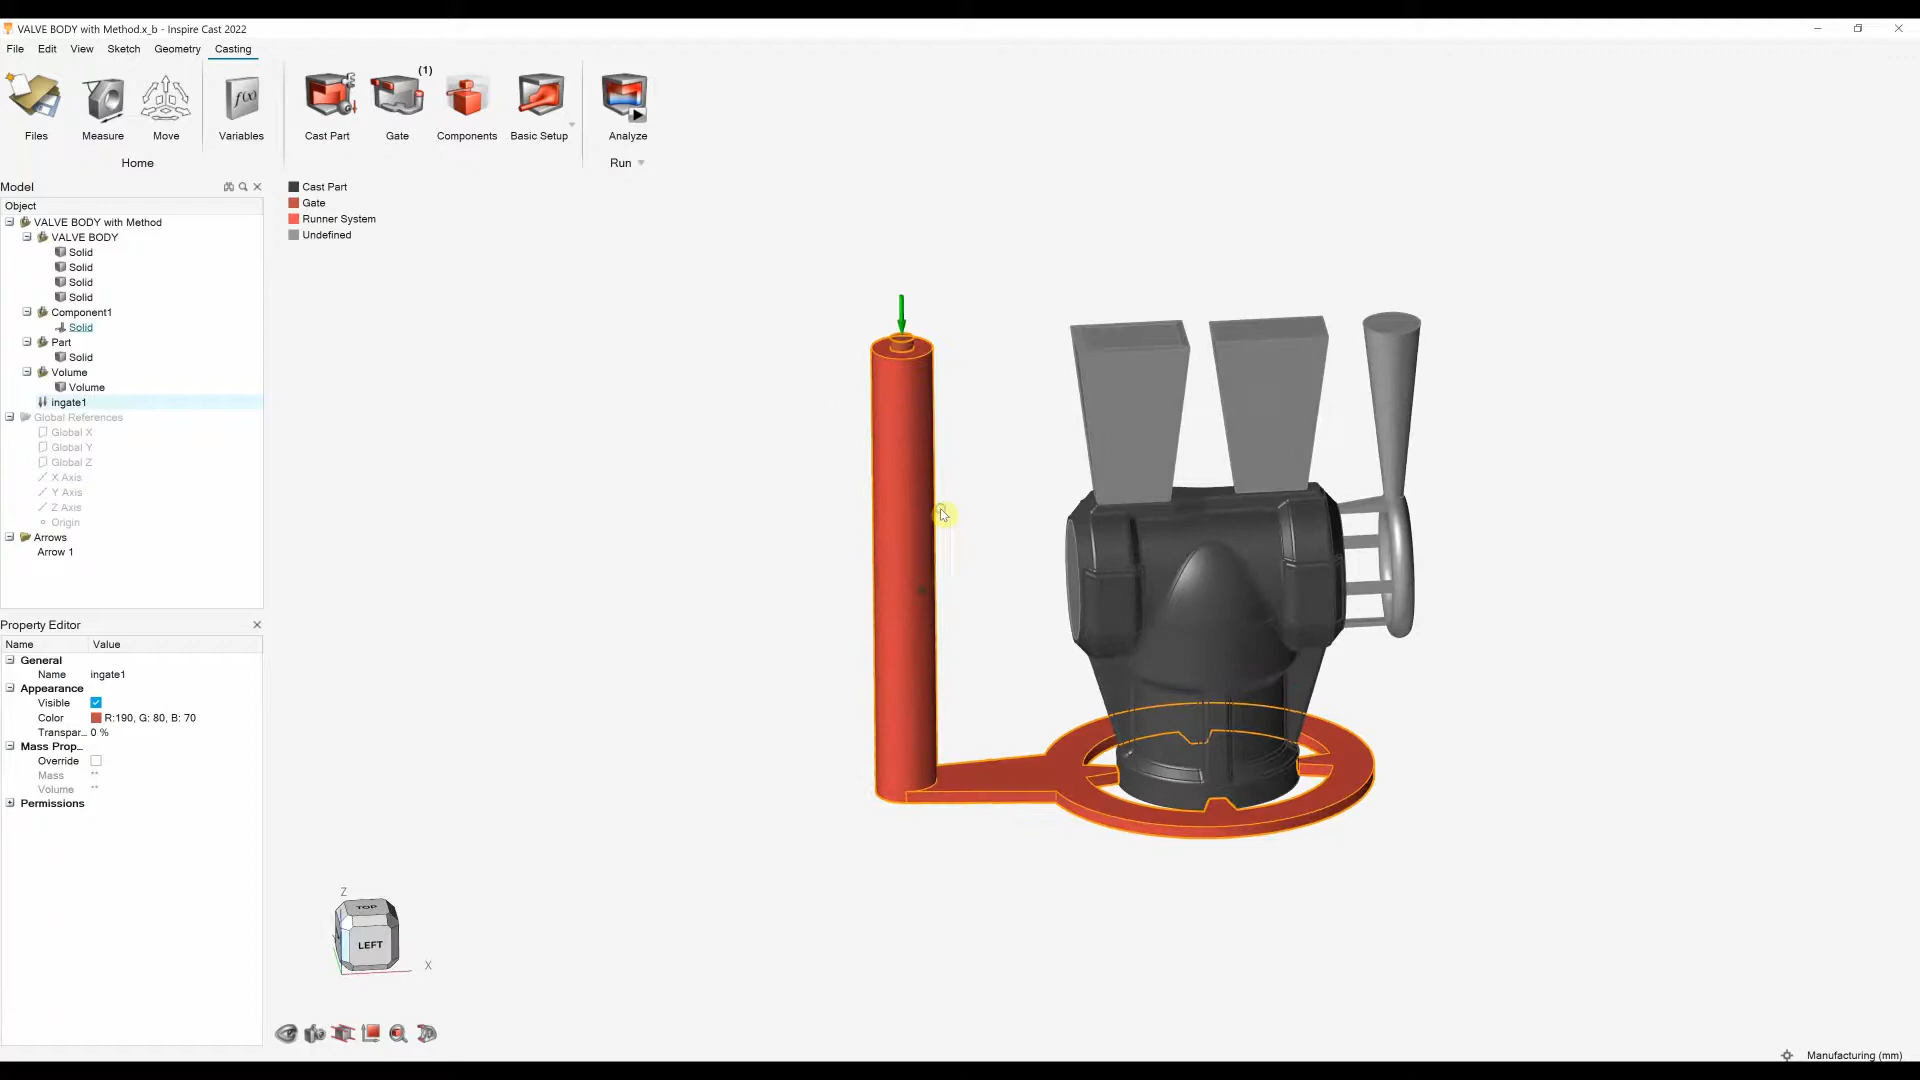 VALVE BODY with Method.x_b - Inspire Cast 2022
File Edit View Sketch Geometry Casting
(1)
Files Measure Move Variables Cast Part Gate Components Basic Setup Analyze
Home Run
Model
Object
VALVE BODY with Method
VALVE BODY
Solid
Solid
Solid
Solid
Component1
Solid
Part
Solid
Volume
Volume
ingate1
Global References
Global X
Global Y
Global Z
X Axis
Y Axis
Z Axis
Origin
Arrows
Arrow 1
Cast Part
Gate
Runner System
Undefined
Property Editor
Name Value
General
Name ingate1
Appearance
Visible
Color R:190, G: 80, B: 70
Transpar... 0 %
Mass Prop...
Override
Mass **
Volume **
Permissions
Z
TOP
LEFT
X
Manufacturing (mm)